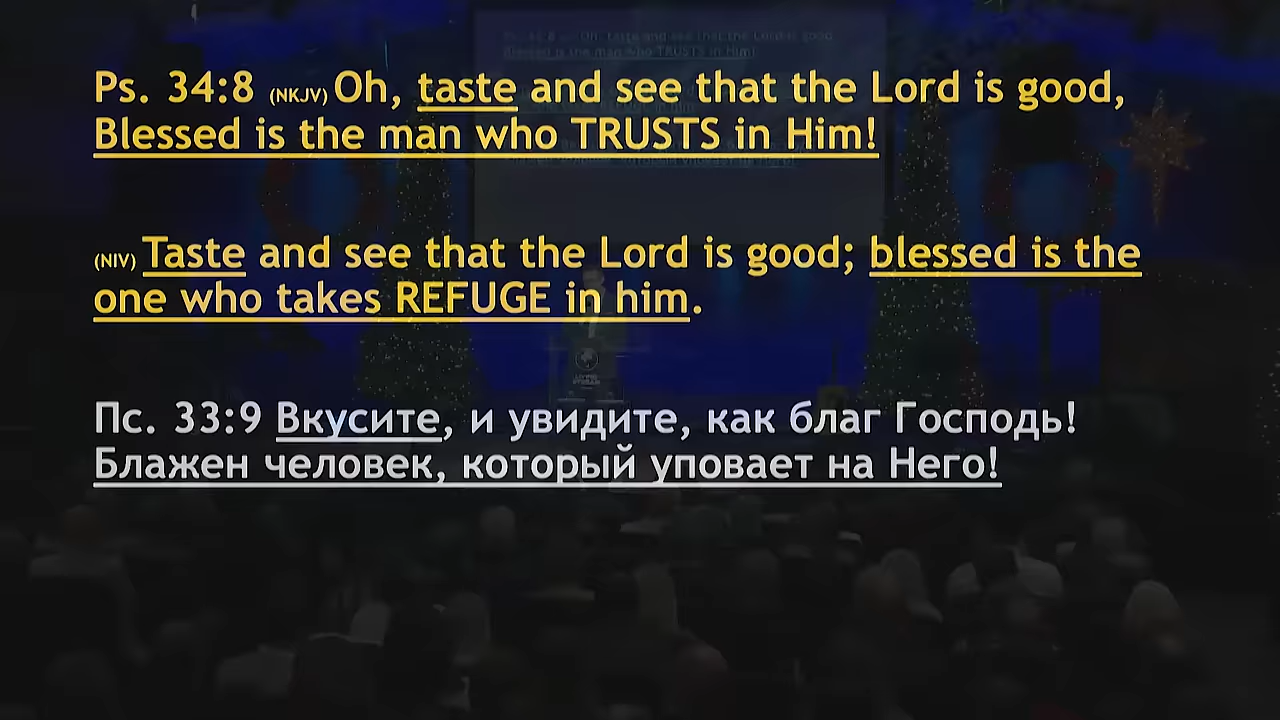 Ps. 34:8 (NKJV) Oh, taste and see that the Lord is good,
Blessed is the man who TRUSTS in Him!
(NIV) Taste and see that the Lord is good; blessed is the
one who takes REFUGE in him.
Пс. 33:9 Вкусите, и увидите, как благ Господь!
Блажен человек, который уповает на Него!